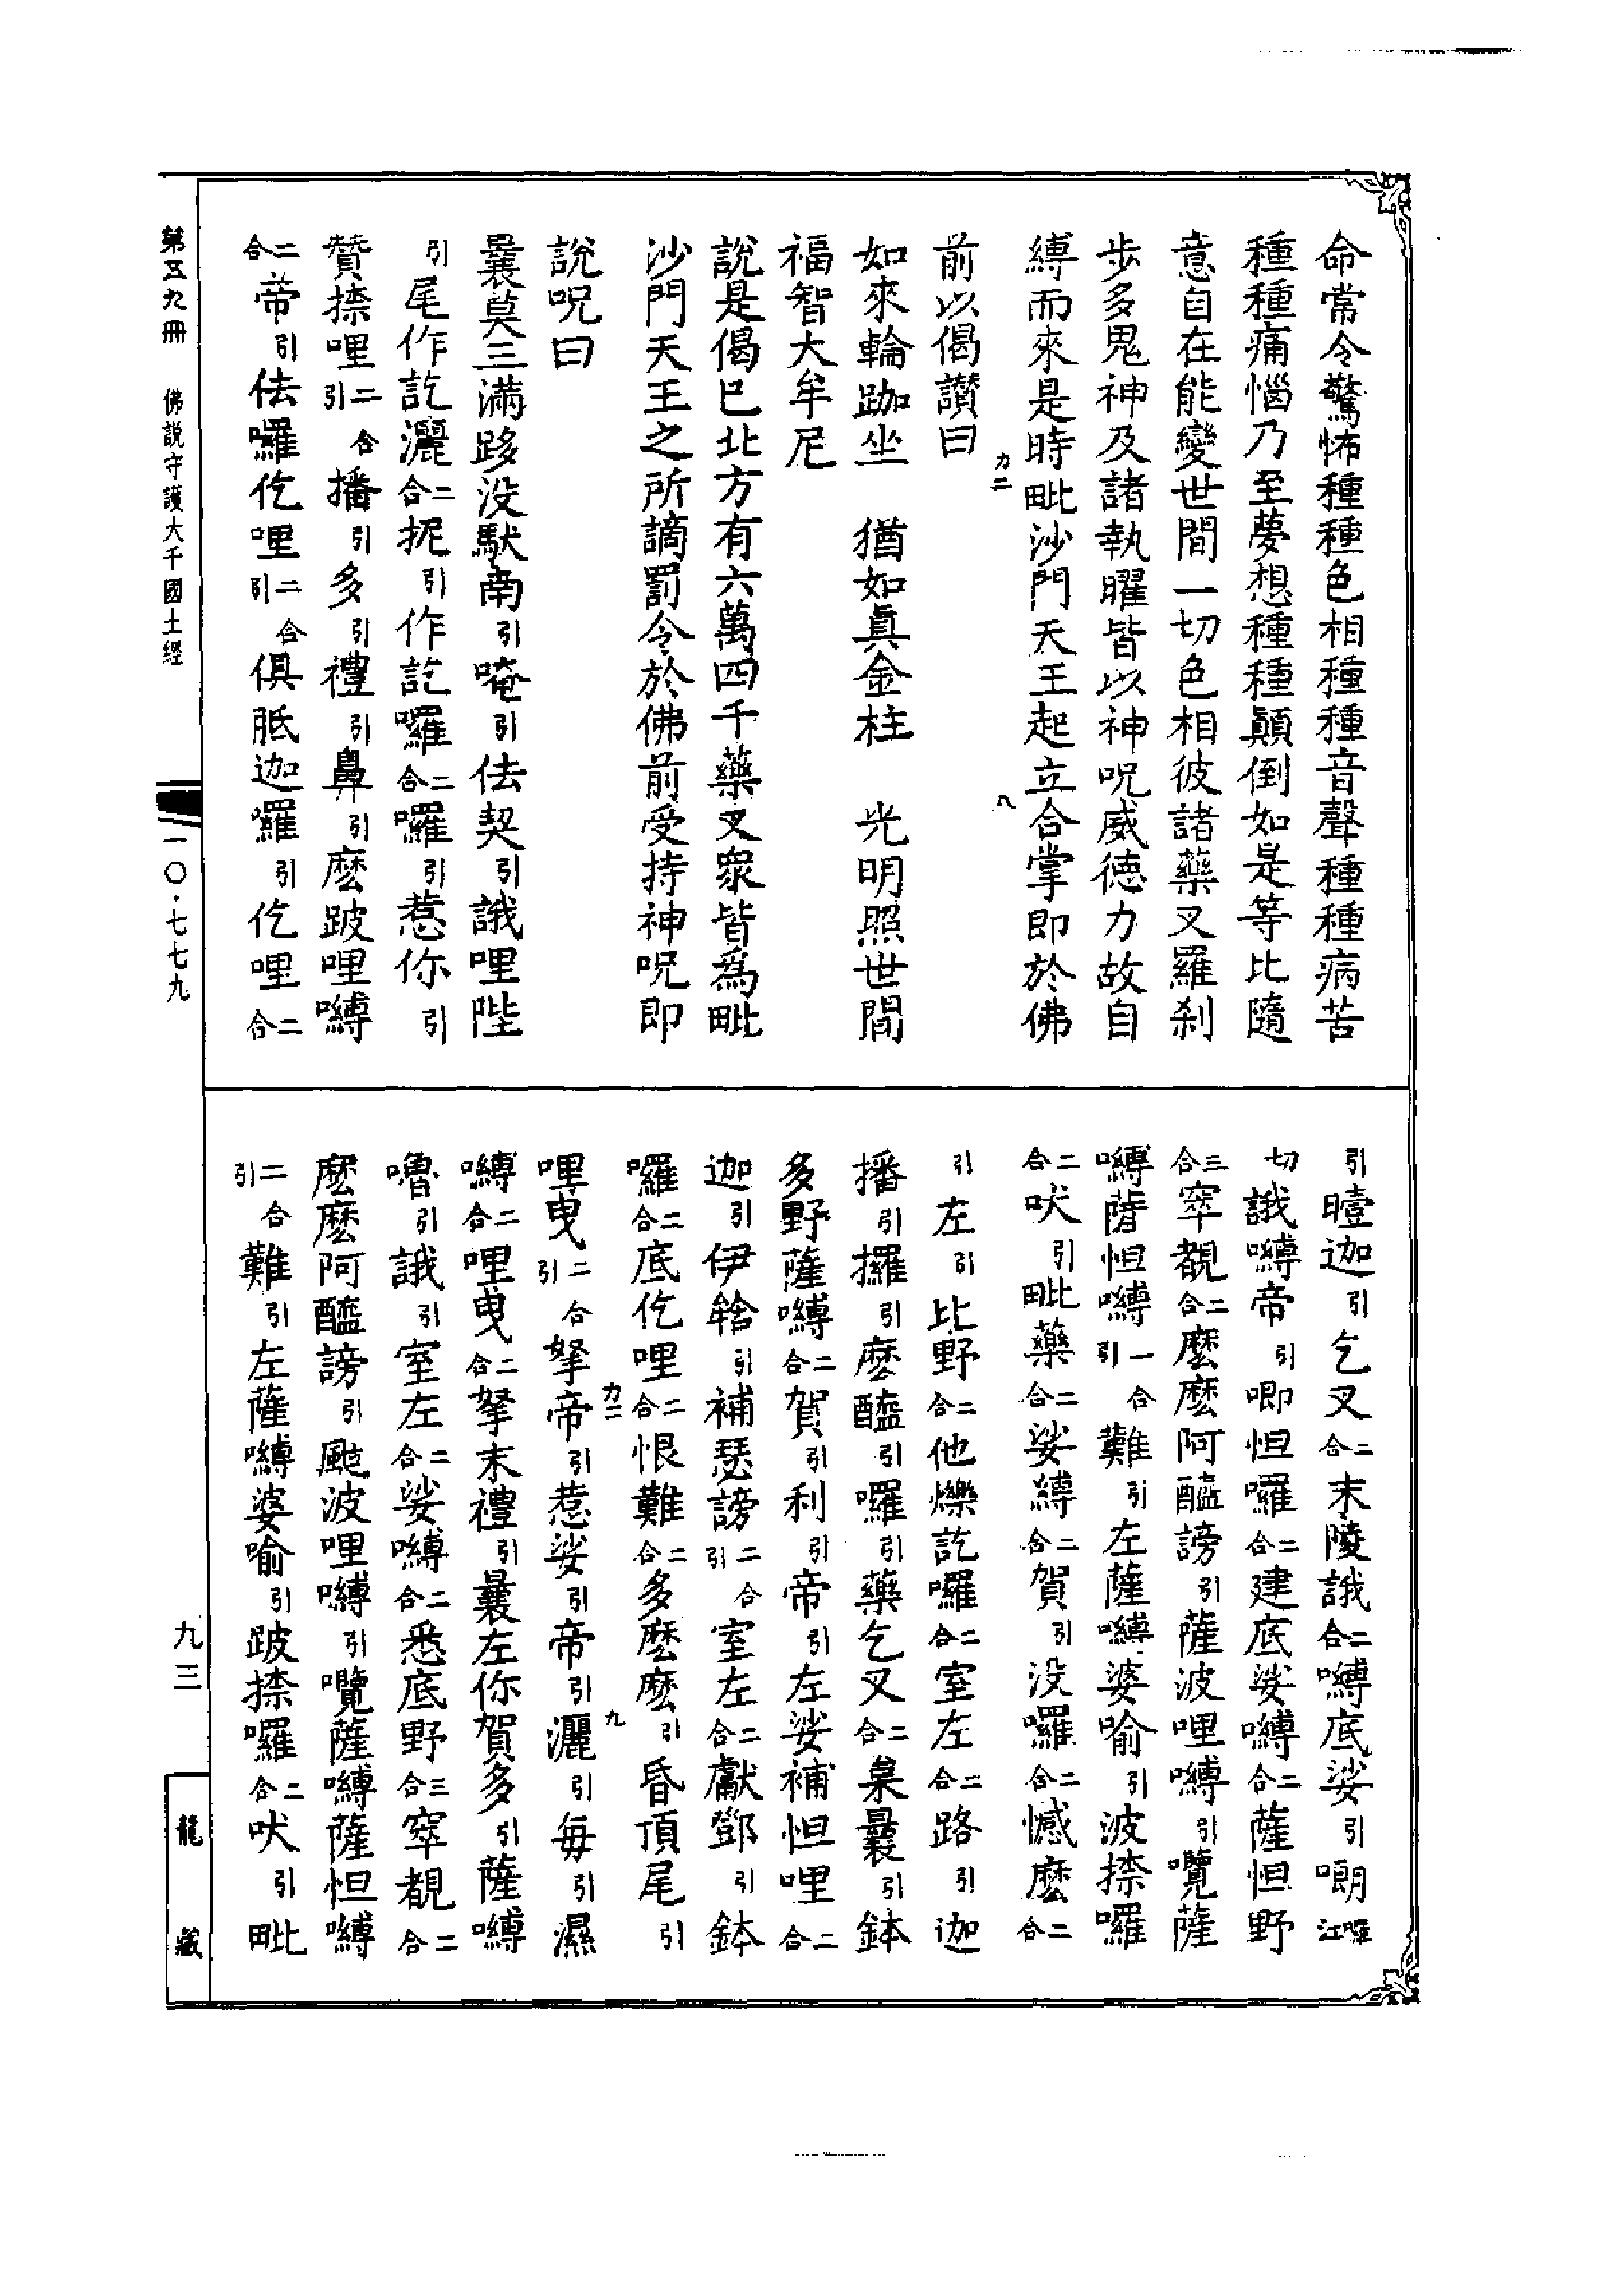 命常令驚怖種種色相種種音聲種種病苦
種種痛惱乃至夢想種種顛倒如是等比隨
意自在能變世間一切色相彼諸藥叉羅刹
步多鬼神及諸執曜皆以神呪威德力故自
縛而來是時毗沙門天王起立合掌即於佛
力二 八
前以偈讚曰
如來輪跏坐 猶如真金柱 光明照世間
福智大牟尼
說是偈已北方有六萬四千藥叉衆皆爲毗
沙門天王之所謫罰令於佛前受持神呪即
說呪曰
曩莫三滿跢没馱南引唵引佉契引誐哩陛
引尾作訖灑二合抳引作訖囉二合囉引惹你引
贊捺哩二合引播引多引禮引鼻引麽跛哩嚩
二合帝引佉囉仡哩二合引俱胝迦囉引仡哩二合
引曀迦引乞叉二合末陵誐二合嚩底娑引嘲囉江
切誐嚩帝引唧怛囉二合建底娑嚩二合薩怛野
三合窣覩二合麽麽阿醯謗引薩波哩嚩引嚂薩
嚩薩怛嚩二合引難引左薩嚩婆喻引波捺囉
二合吠引毗藥二合娑縛二合賀引没囉二合憾麽二合
引左引比野二合他爍訖囉二合室左二合路引迦
播引攞引麽醯引囉引藥乞叉二合曩引鉢
多野薩嚩二合賀引利引帝引左娑補怛哩二合
迦引伊舍引補瑟謗二合引室左二合獻鄧引鉢
囉二合底仡哩二合恨難二合多麽麽引昏頂尾引
力二 九
哩曳二合引拏帝引惹娑引帝引灑引每引濕
嚩二合哩曳二合拏末禮引曩左你賀多引薩嚩
嚕引誐引室左二合娑嚩二合悉底野三合窣覩二合
麽麽阿醯謗引颰波哩嚩引嚂薩嚩薩怛嚩
二合引難引左薩嚩婆喻引跛捺囉二合吠引毗
第五九冊 佛説守護大千國土經
一〇·七七九
九三
龍藏